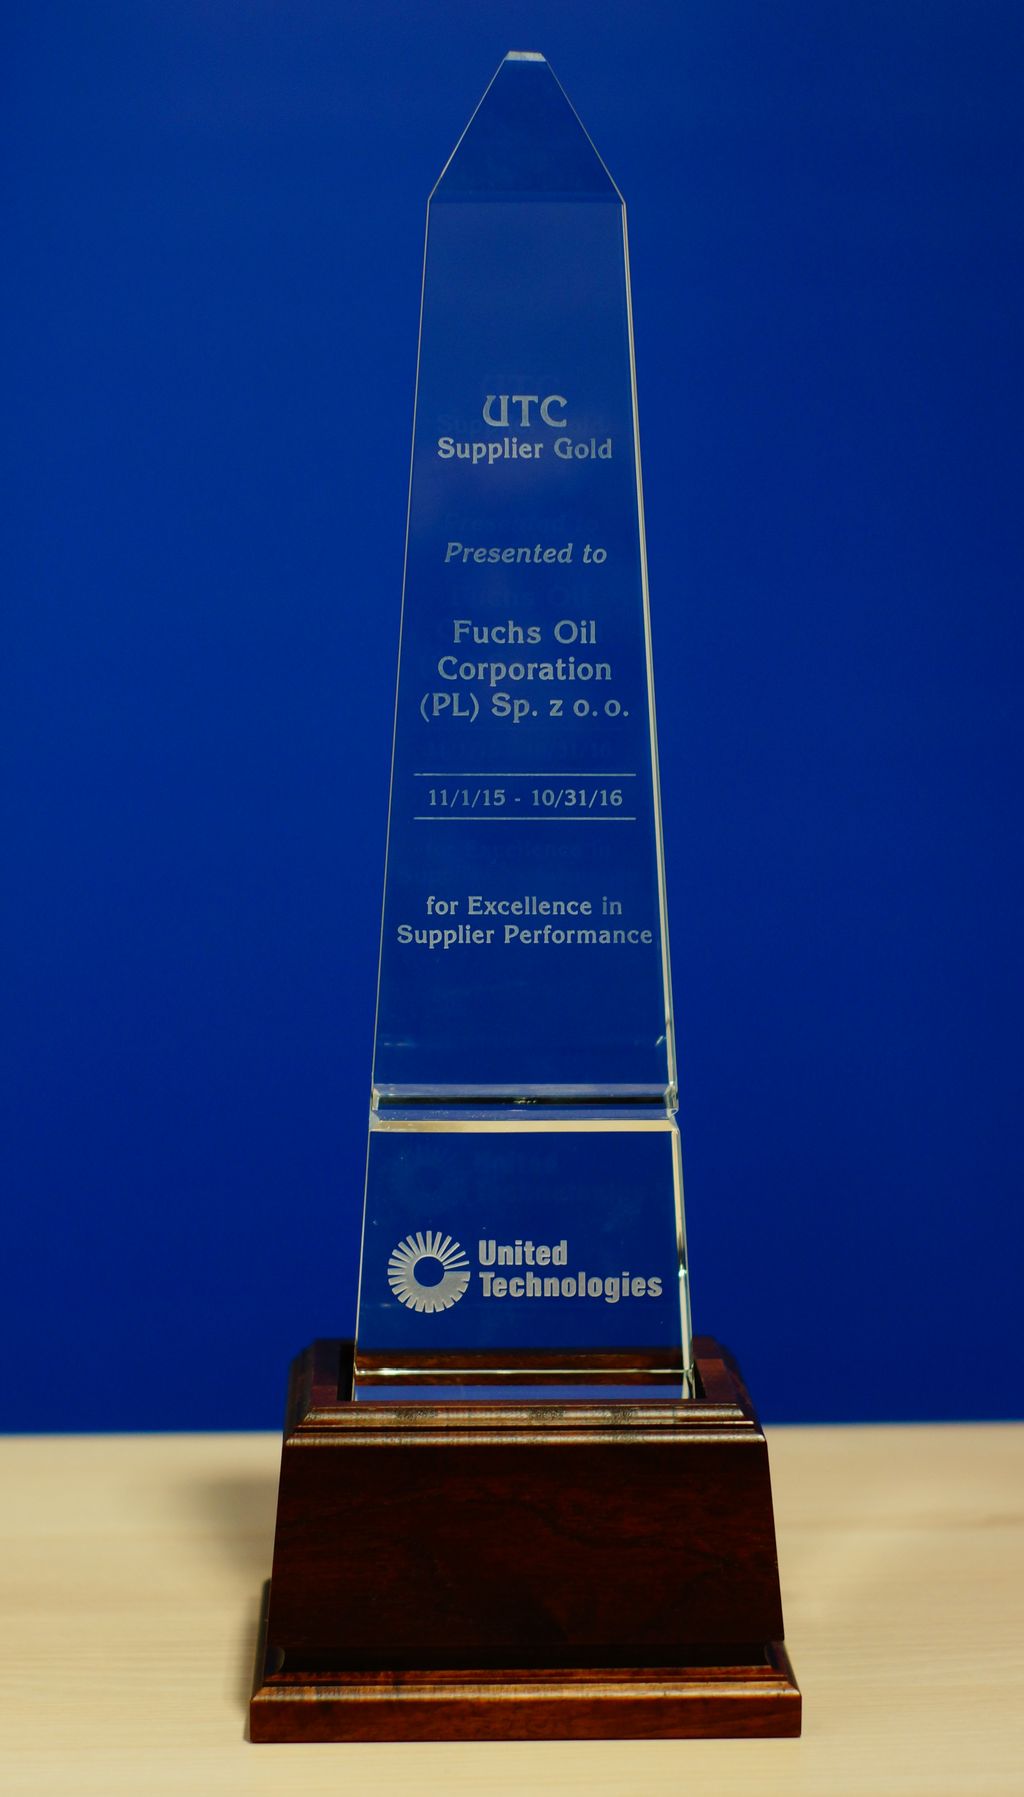 UTC
Supplier Gold
Presented to
Fuchs Oil
Corporation
(PL) Sp. z o.o.
11/1/15 - 10/31/16
for Excellence in
Supplier Performance
United
Technologies